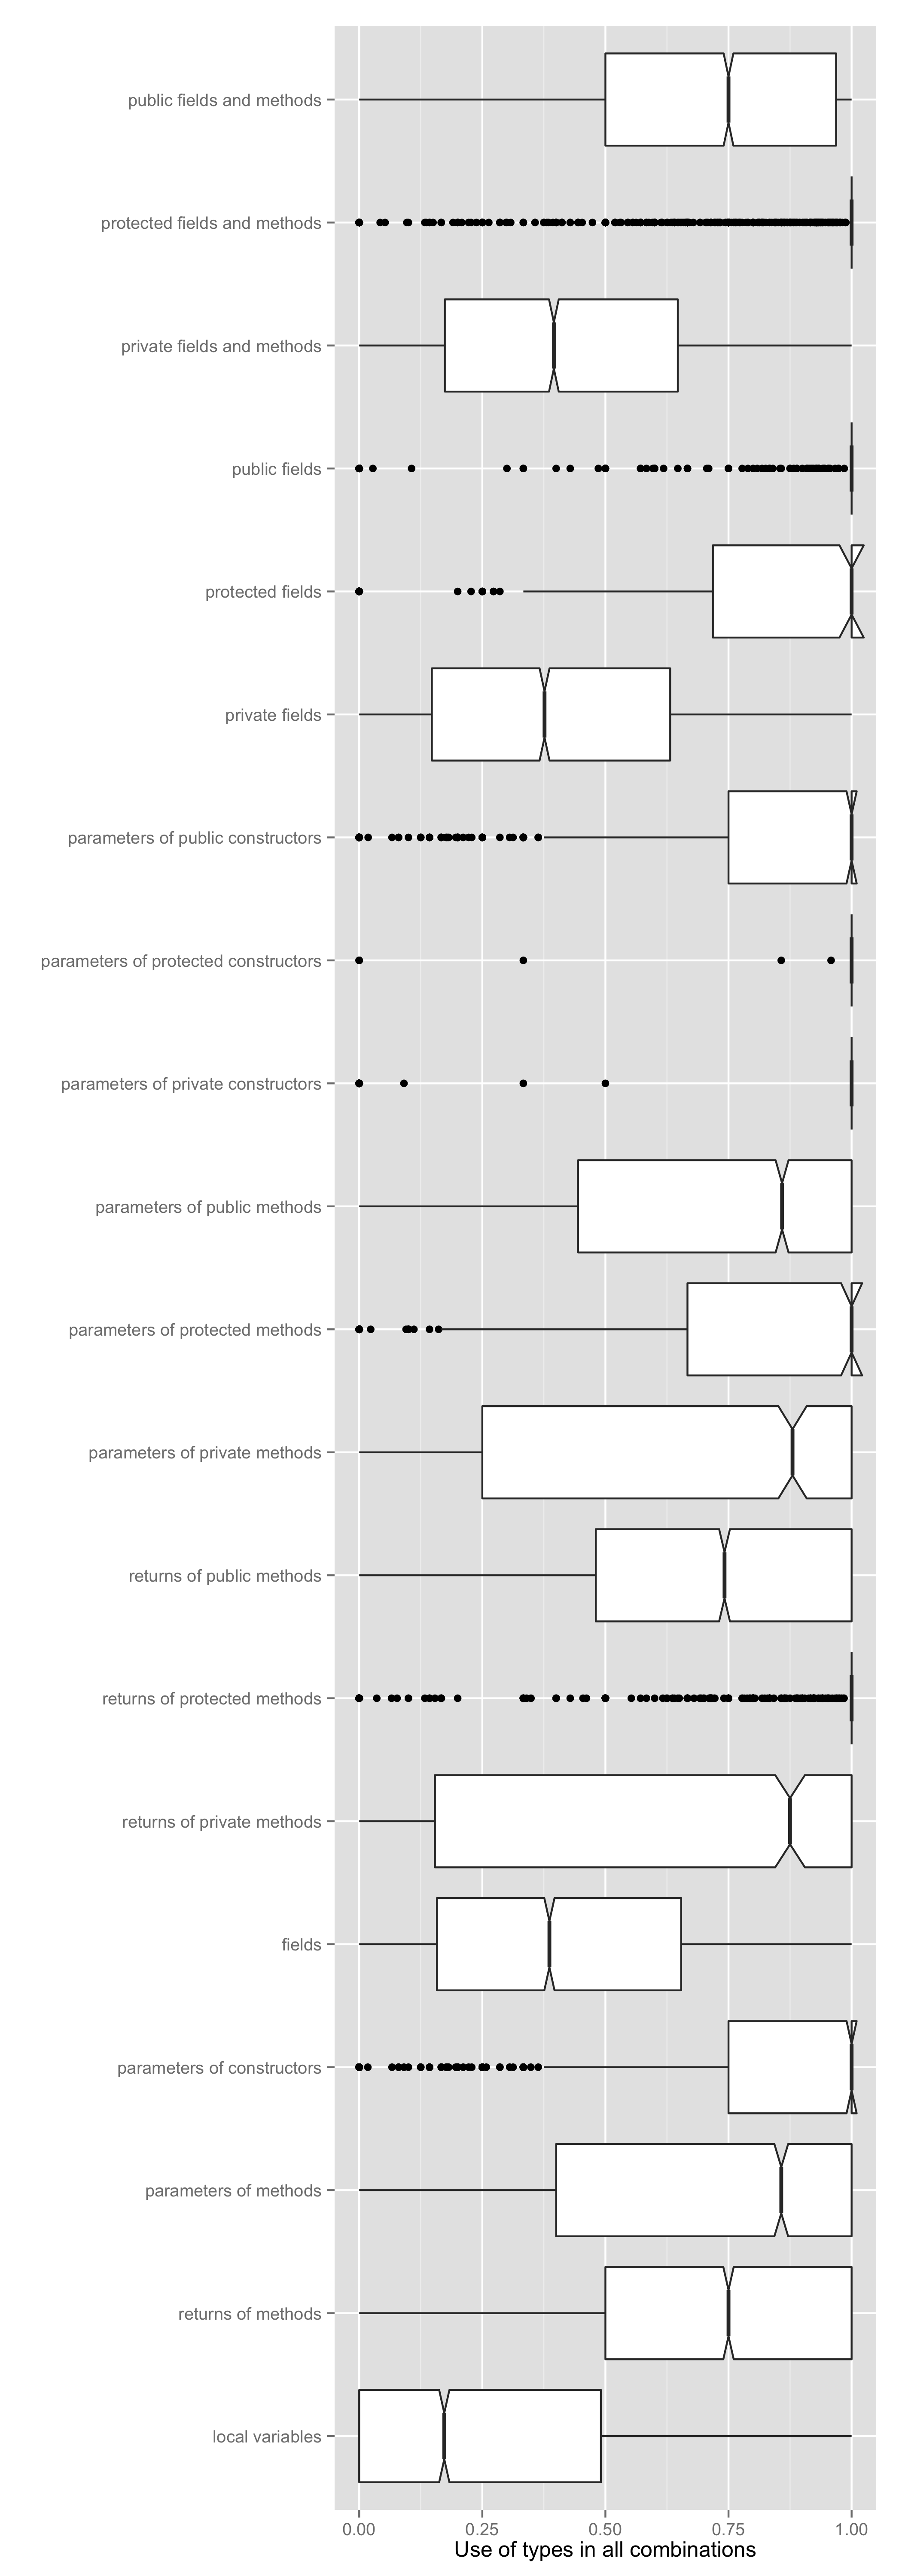 public fields and methods
protected fields and methods
private fields and methods
public fields
protected fields
private fields
parameters of public constructors
parameters of protected constructors
parameters of private constructors
parameters of public methods
parameters of protected methods
parameters of private methods
returns of public methods
returns of protected methods
returns of private methods
fields
parameters of constructors
parameters of methods
returns of methods
local variables
0.00 0.25 0.50 0.75 1.00
Use of types in all combinations